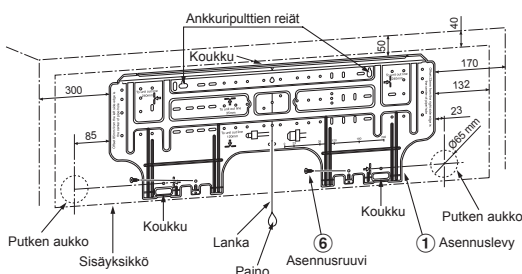 Ankkuripulttien reiät
Koukku
40
50
170
300
132
85
23
Ø65 mm
Koukku
Koukku
Lanka
6
1 Asennuslevy
Putken aukko
Putken aukko
Sisäyksikkö
Asennusruuvi
Paino